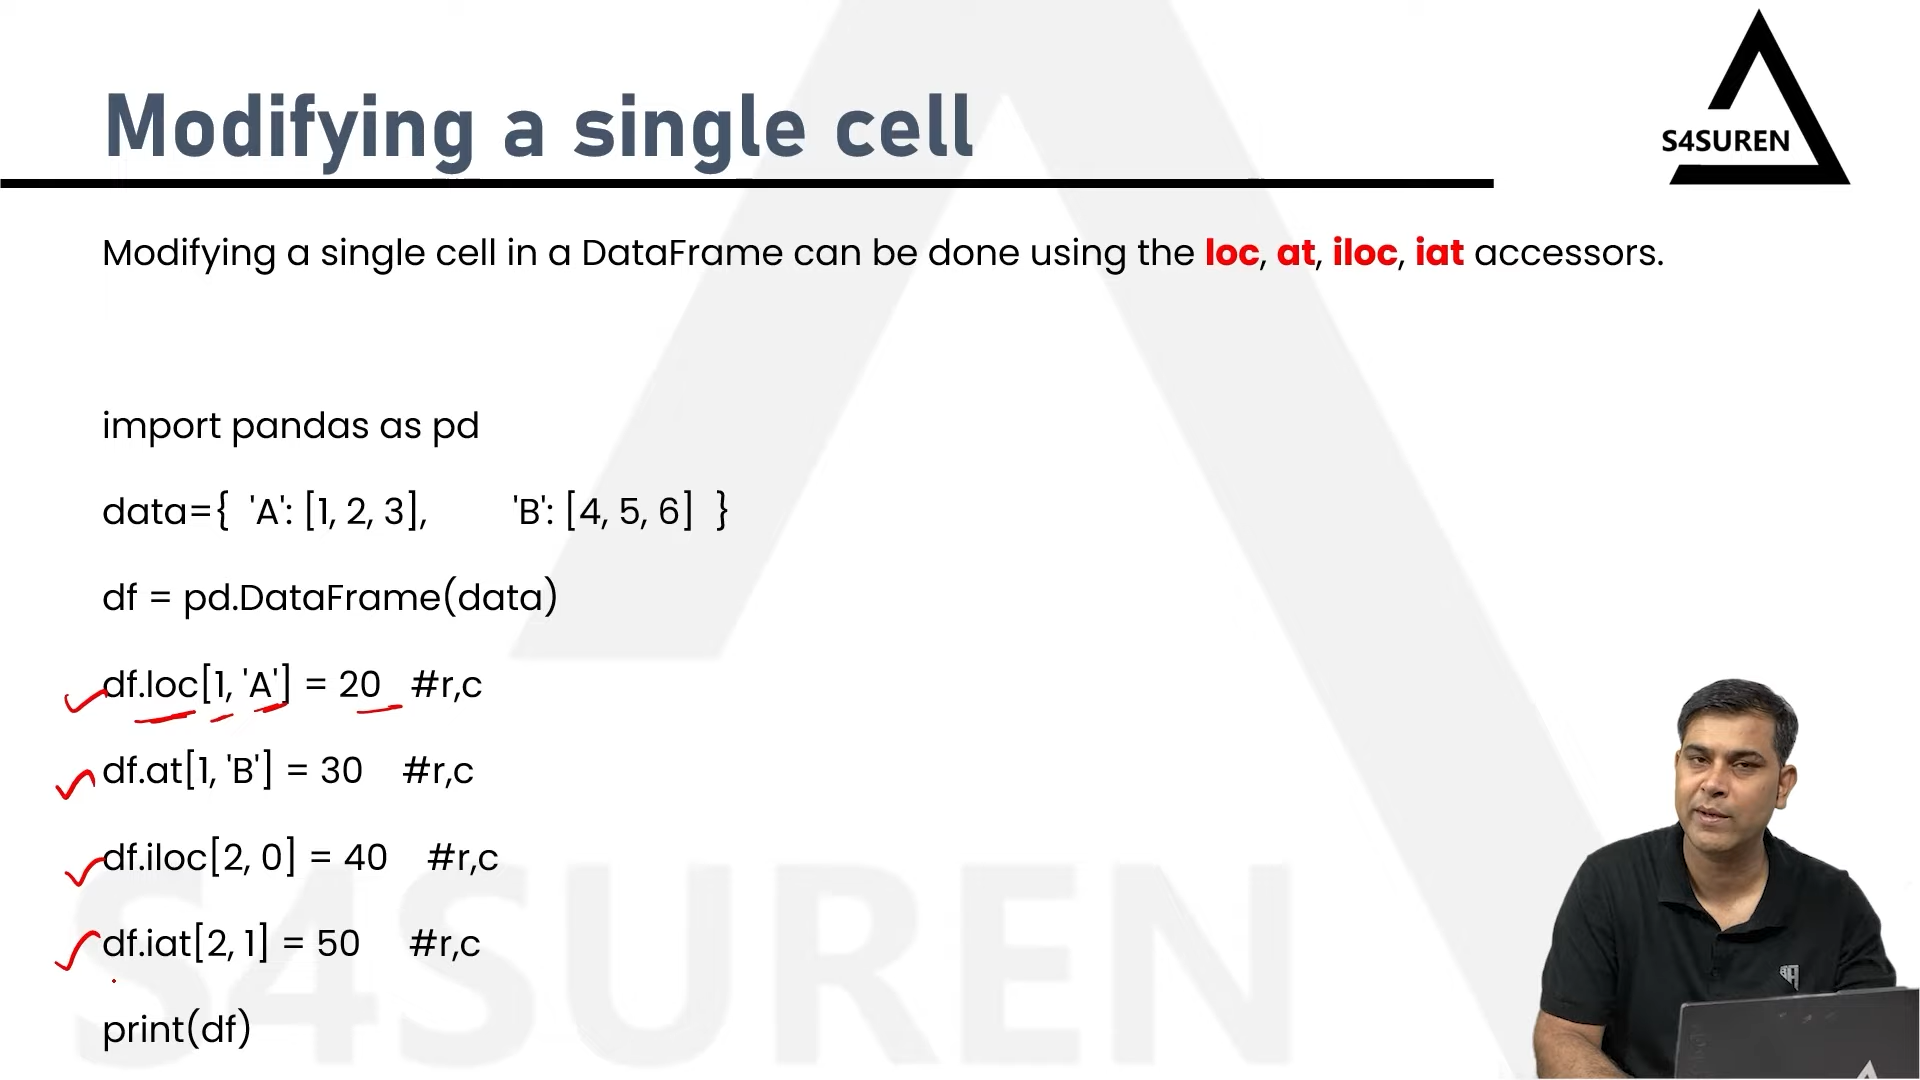 Modifying a single cell
S4SUREN
Modifying a single cell in a DataFrame can be done using the loc, at, iloc, iat accessors.
import pandas as pd
data={ 'A': [1, 2, 3], 'B': [4, 5, 6] }
df = pd.DataFrame(data)
df.loc[1, 'A'] = 20 #r,c
df.at[1, 'B'] = 30 #r,c
df.iloc[2, 0] = 40 #r,c
df.iat[2, 1] = 50 #r,c
print(df)
S4SUREN